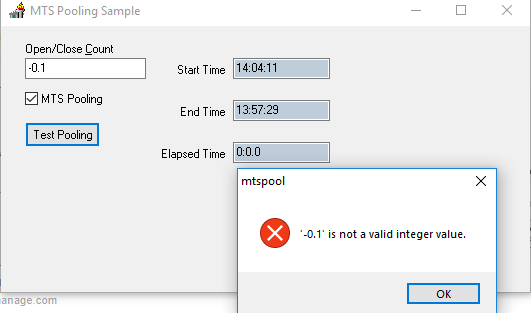 MTS Pooling Sample
Open/Close Count
-0.1
Start Time 14:04:11
MTS Pooling
End Time 13:57:29
Test Pooling
Elapsed Time 0:0.0
mtspool
'-0.1' is not a valid integer value.
OK
anage.com